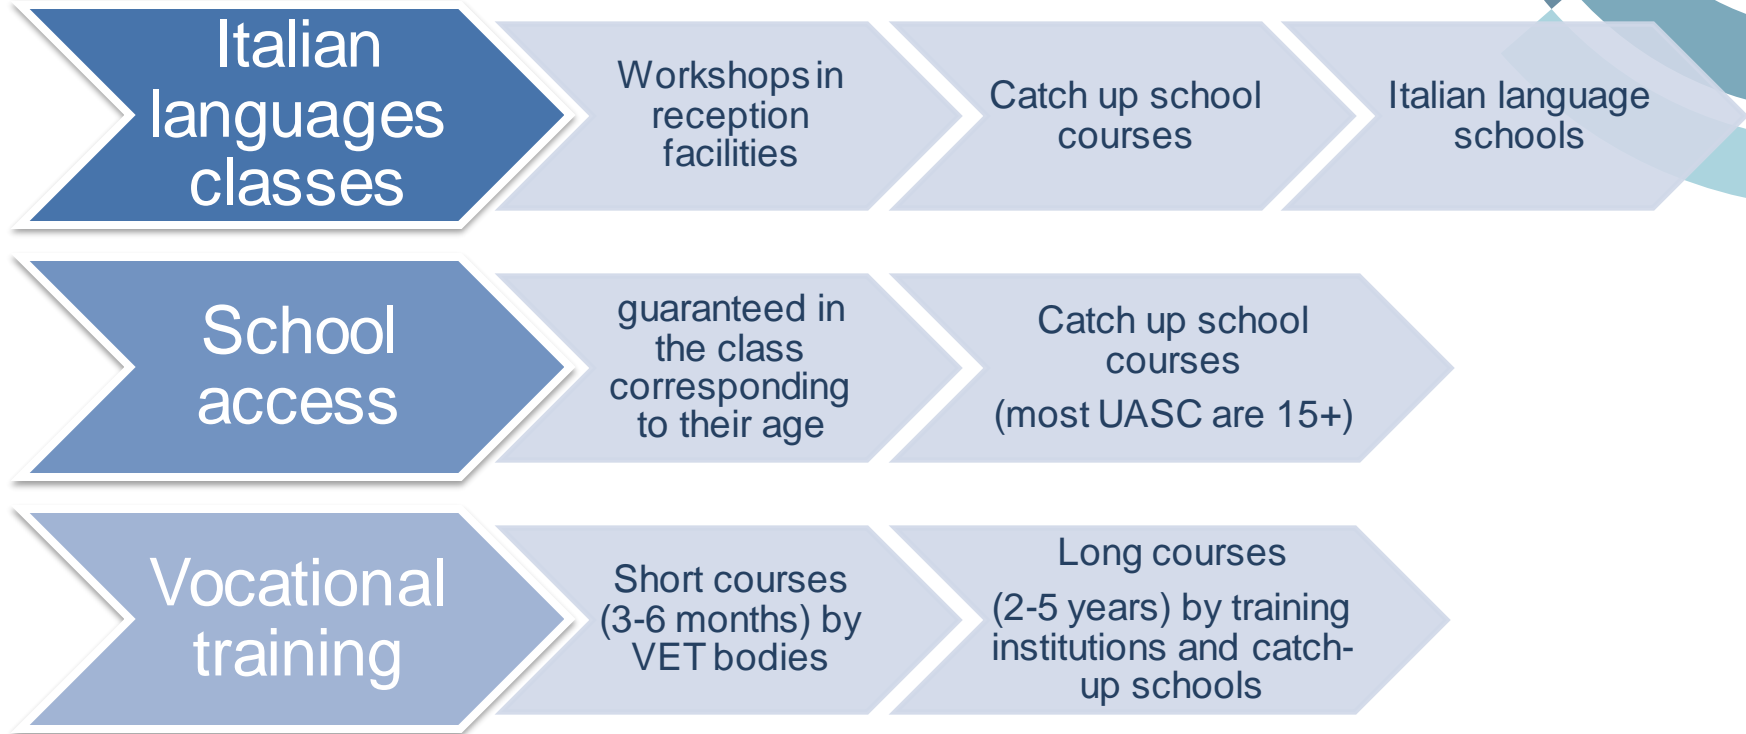 Italian
languages
classes
Workshops in
reception
facilities
Catch up school
courses
Italian language
schools
School
access
guaranteed in
the class
corresponding
to their age
Catch up school
courses
(most UASC are 15+)
Vocational
training
Short courses
(3-6 months) by
VET bodies
Long courses
(2-5 years) by training
institutions and catch-
up schools